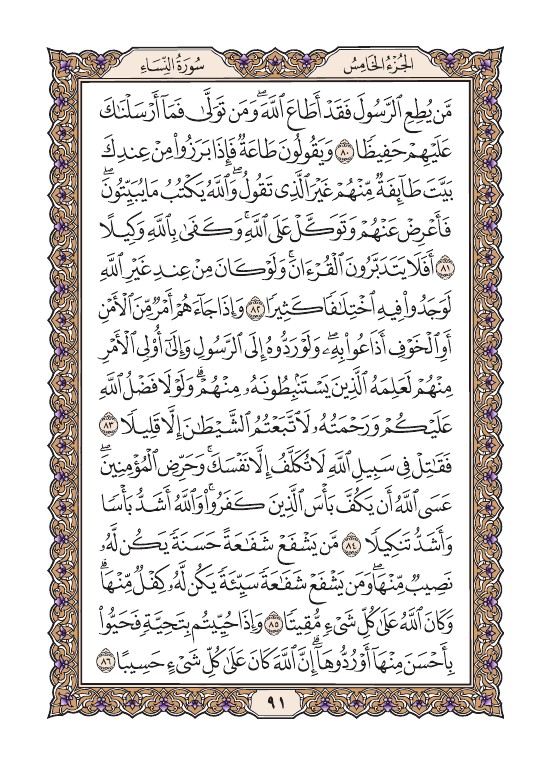 الجُزْءُ الخَامِسُ
سُورَةُ النِّسَاءِ
مَّن يُطِعِ ٱلرَّسُولَ فَقَدْ أَطَاعَ ٱللَّهَۖ وَمَن تَوَلَّىٰ فَمَآ أَرْسَلْنَٰكَ
عَلَيْهِمْ حَفِيظًا ٨٠ وَيَقُولُونَ طَاعَةٌ فَإِذَا بَرَزُوا۟ مِنْ عِندِكَ
بَيَّتَ طَآئِفَةٌ مِّنْهُمْ غَيْرَ ٱلَّذِى تَقُولُۖ وَٱللَّهُ يَكْتُبُ مَا يُبَيِّتُونَۖ
فَأَعْرِضْ عَنْهُمْ وَتَوَكَّلْ عَلَى ٱللَّهِۚ وَكَفَىٰ بِٱللَّهِ وَكِيلًا
٨١ أَفَلَا يَتَدَبَّرُونَ ٱلْقُرْءَانَۚ وَلَوْ كَانَ مِنْ عِندِ غَيْرِ ٱللَّهِ
لَوَجَدُوا۟ فِيهِ ٱخْتِلَٰفًا كَثِيرًا ٨٢ وَإِذَا جَآءَهُمْ أَمْرٌ مِّنَ ٱلْأَمْنِ
أَوِ ٱلْخَوْفِ أَذَاعُوا۟ بِهِۦۖ وَلَوْ رَدُّوهُ إِلَى ٱلرَّسُولِ وَإِلَىٰٓ أُو۟لِى ٱلْأَمْرِ
مِنْهُمْ لَعَلِمَهُ ٱلَّذِينَ يَسْتَنۢبِطُونَهُۥ مِنْهُمْۗ وَلَوْلَا فَضْلُ ٱللَّهِ
عَلَيْكُمْ وَرَحْمَتُهُۥ لَٱتَّبَعْتُمُ ٱلشَّيْطَٰنَ إِلَّا قَلِيلًا ٨٣
فَقَٰتِلْ فِى سَبِيلِ ٱللَّهِ لَا تُكَلَّفُ إِلَّا نَفْسَكَۚ وَحَرِّضِ ٱلْمُؤْمِنِينَۖ
عَسَى ٱللَّهُ أَن يَكُفَّ بَأْسَ ٱلَّذِينَ كَفَرُوا۟ۚ وَٱللَّهُ أَشَدُّ بَأْسًا
وَأَشَدُّ تَنكِيلًا ٨٤ مَّن يَشْفَعْ شَفَٰعَةً حَسَنَةً يَكُن لَّهُۥ
نَصِيبٌ مِّنْهَاۖ وَمَن يَشْفَعْ شَفَٰعَةً سَيِّئَةً يَكُن لَّهُۥ كِفْلٌ مِّنْهَاۗ
وَكَانَ ٱللَّهُ عَلَىٰ كُلِّ شَىْءٍ مُّقِيتًا ٨٥ وَإِذَا حُيِّيتُم بِتَحِيَّةٍ فَحَيُّوا۟
بِأَحْسَنَ مِنْهَآ أَوْ رُدُّوهَآۗ إِنَّ ٱللَّهَ كَانَ عَلَىٰ كُلِّ شَىْءٍ حَسِيبًا ٨٦
٩١